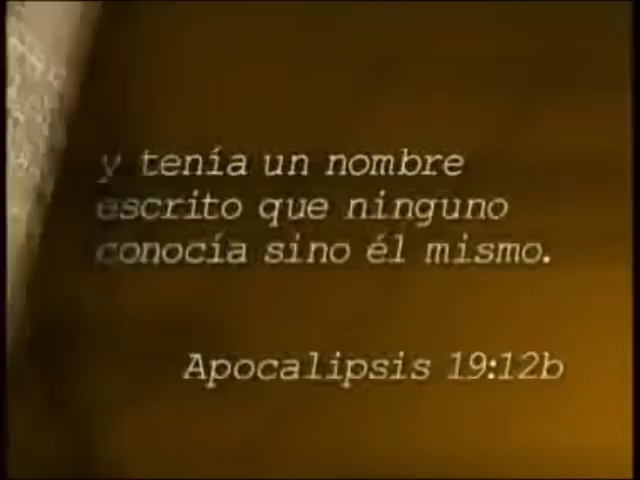 y tenía un nombre
escrito que ninguno
conocía sino él mismo.
Apocalipsis 19:12b